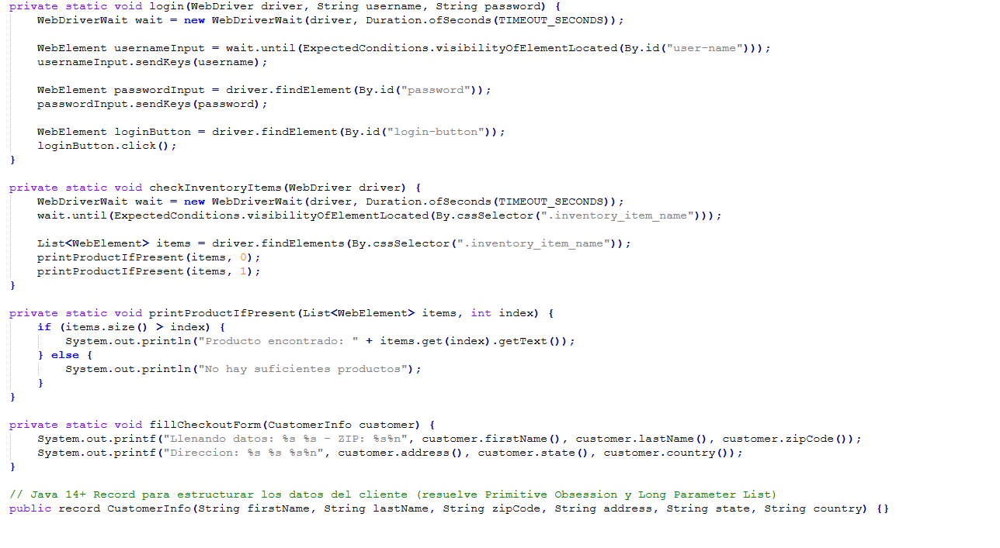 private static void login(WebDriver driver, String username, String password) {
WebDriverWait wait = new WebDriverWait(driver, Duration.ofSeconds(TIMEOUT_SECONDS));
WebElement usernameInput = wait.until(ExpectedConditions.visibilityOfElementLocated(By.id("user-name")));
usernameInput.sendKeys(username);
WebElement passwordInput = driver.findElement(By.id("password"));
passwordInput.sendKeys(password);
WebElement loginButton = driver.findElement(By.id("login-button"));
loginButton.click();
}
private static void checkInventoryItems(WebDriver driver) {
WebDriverWait wait = new WebDriverWait(driver, Duration.ofSeconds(TIMEOUT_SECONDS));
wait.until(ExpectedConditions.visibilityOfElementLocated(By.cssSelector(".inventory_item_name")));
List<WebElement> items = driver.findElements(By.cssSelector(".inventory_item_name"));
printProductIfPresent(items, 0);
printProductIfPresent(items, 1);
}
private static void printProductIfPresent(List<WebElement> items, int index) {
if (items.size() > index) {
System.out.println("Producto encontrado: " + items.get(index).getText());
} else {
System.out.println("No hay suficientes productos");
}
}
private static void fillCheckoutForm(CustomerInfo customer) {
System.out.printf("Llenando datos: %s %s - ZIP: %s%n", customer.firstName(), customer.lastName(), customer.zipCode());
System.out.printf("Direccion: %s %s %s%n", customer.address(), customer.state(), customer.country());
}
// Java 14+ Record para estructurar los datos del cliente (resuelve Primitive Obsession y Long Parameter List)
public record CustomerInfo(String firstName, String lastName, String zipCode, String address, String state, String country) {}